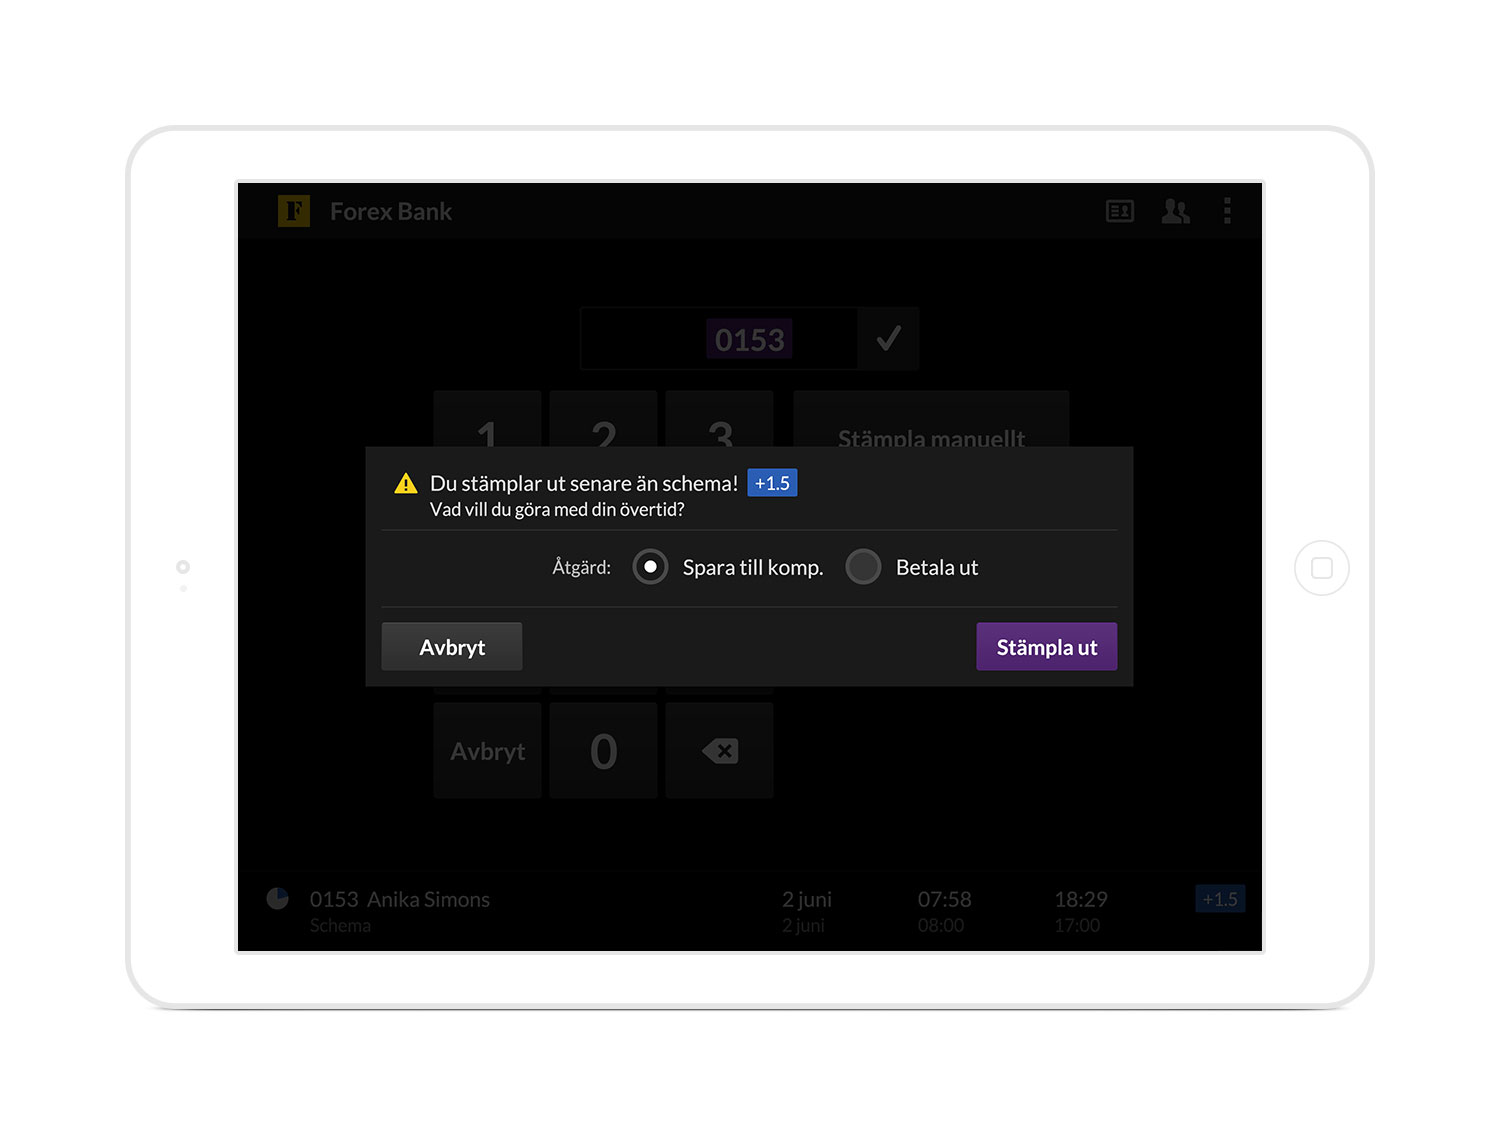 F Forex Bank
0153
1 2 3 Stämpla manuellt
Du stämplar ut senare än schema! +1.5
Vad vill du göra med din övertid?
Åtgärd: Spara till komp. Betala ut
Avbryt Stämpla ut
Avbryt 0
0153 Anika Simons 2 juni 07:58 18:29 +1.5
Schema 2 juni 08:00 17:00